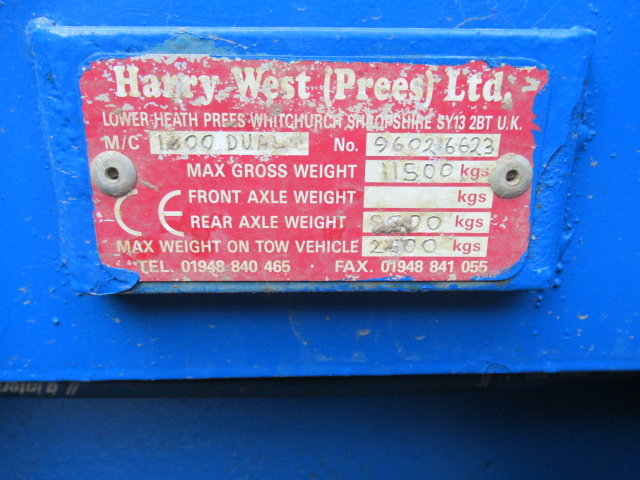 Harry West (Prees) Ltd.
LOWER HEATH PREES WHITCHURCH SHROPSHIRE SY13 2BT U.K.
M/C 1600 DUAL No. 96026623
MAX GROSS WEIGHT 11500 kgs
FRONT AXLE WEIGHT kgs
CE
REAR AXLE WEIGHT kgs
MAX WEIGHT ON TOW VEHICLE kgs
TEL. 01948 840 465 FAX. 01948 841 055